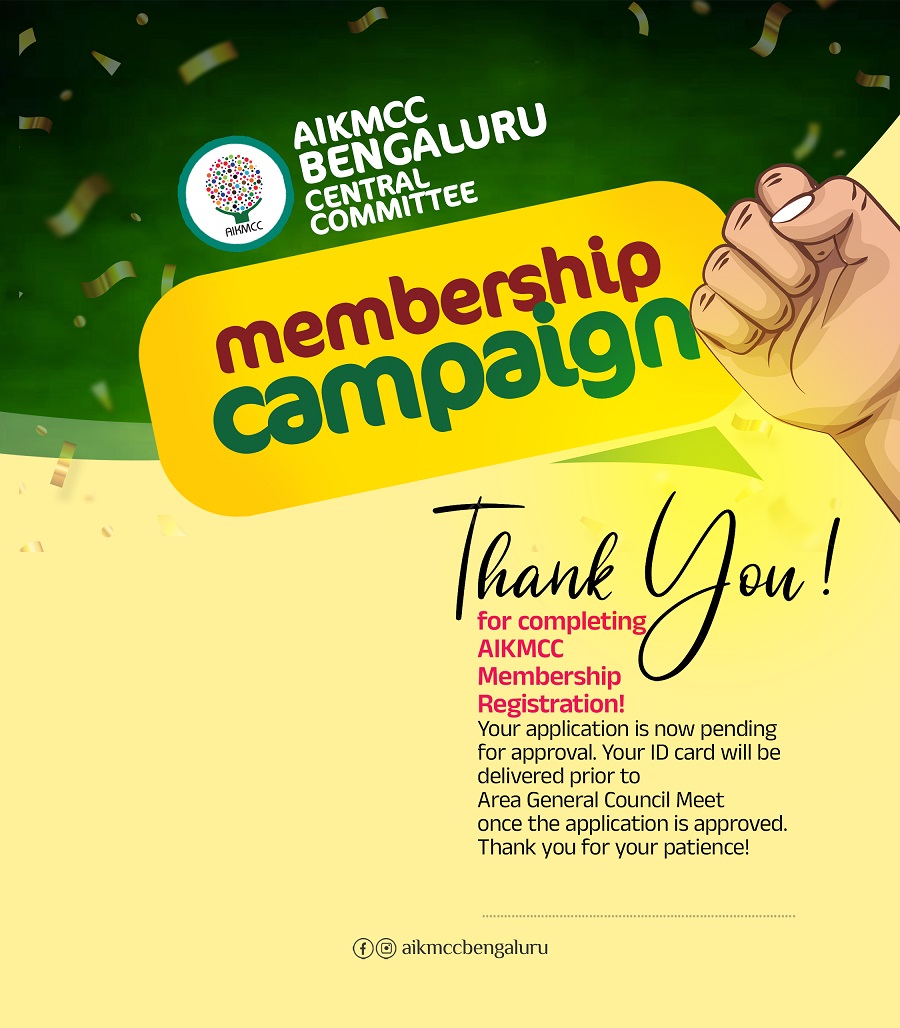 AIKMCC
BENGALURU
CENTRAL
COMMITTEE
AIKMCC
membership
campaign
Thank You!
for completing
AIKMCC
Membership
Registration!
Your application is now pending
for approval. Your ID card will be
delivered prior to
Area General Council Meet
once the application is approved.
Thank you for your patience!
aikmccbengaluru